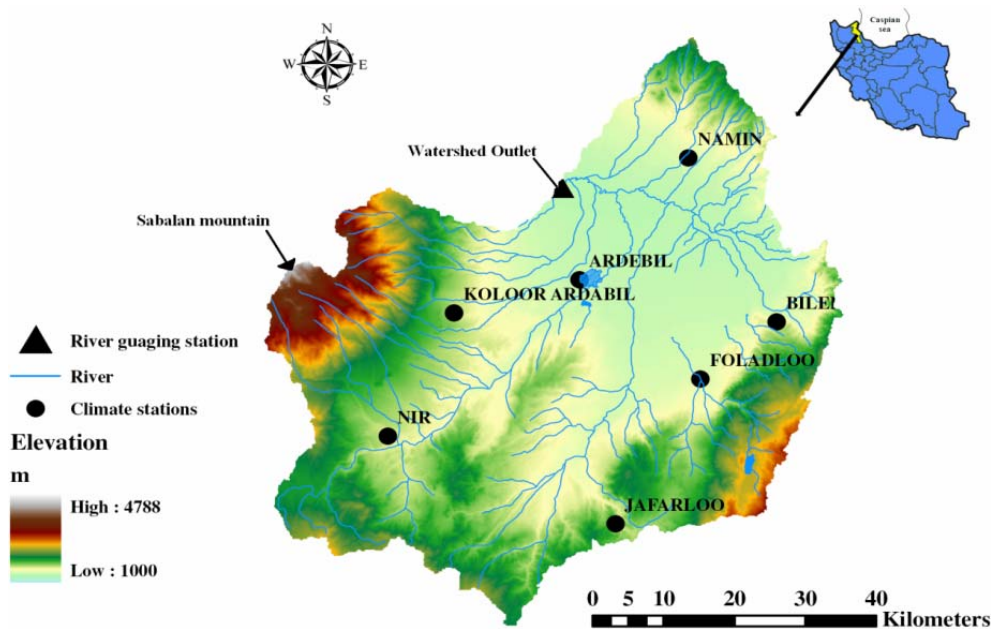 Caspian
sea
N
W E
S
NAMIN
Watershed Outlet
Sabalan mountain
ARDEBIL
KOLOOR ARDABIL
BILE
River guaging station
FOLADLOO
River
Climate stations
NIR
Elevation
m
High : 4788
JAFARLOO
Low : 1000
0 5 10 20 30 40
Kilometers